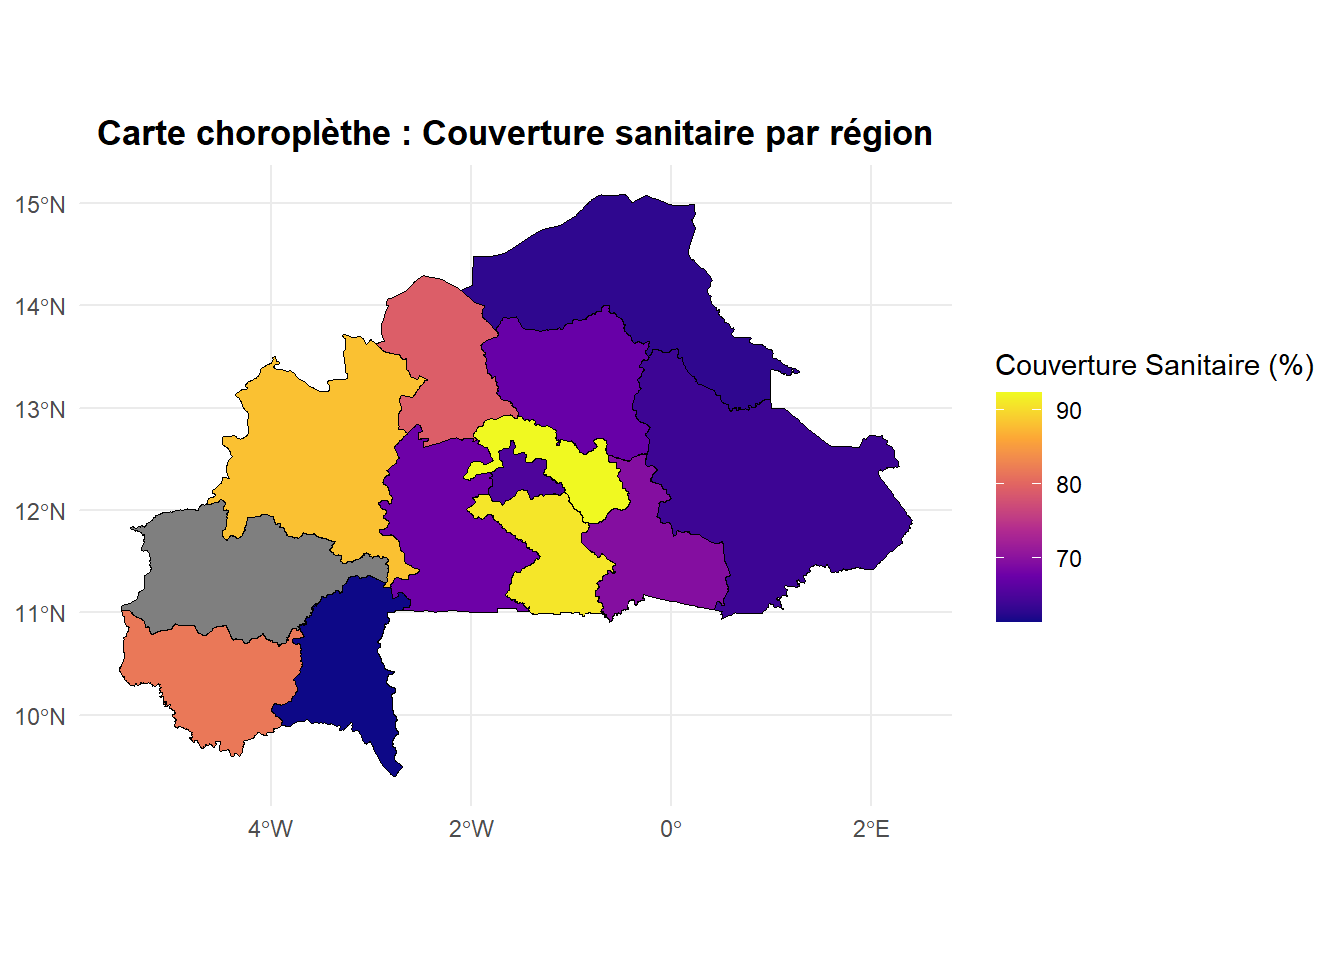 Carte choroplèthe : Couverture sanitaire par région
15°N
14°N
13°N
12°N
11°N
10°N
4°W
2°W
0°
2°E
Couverture Sanitaire (%)
90
80
70